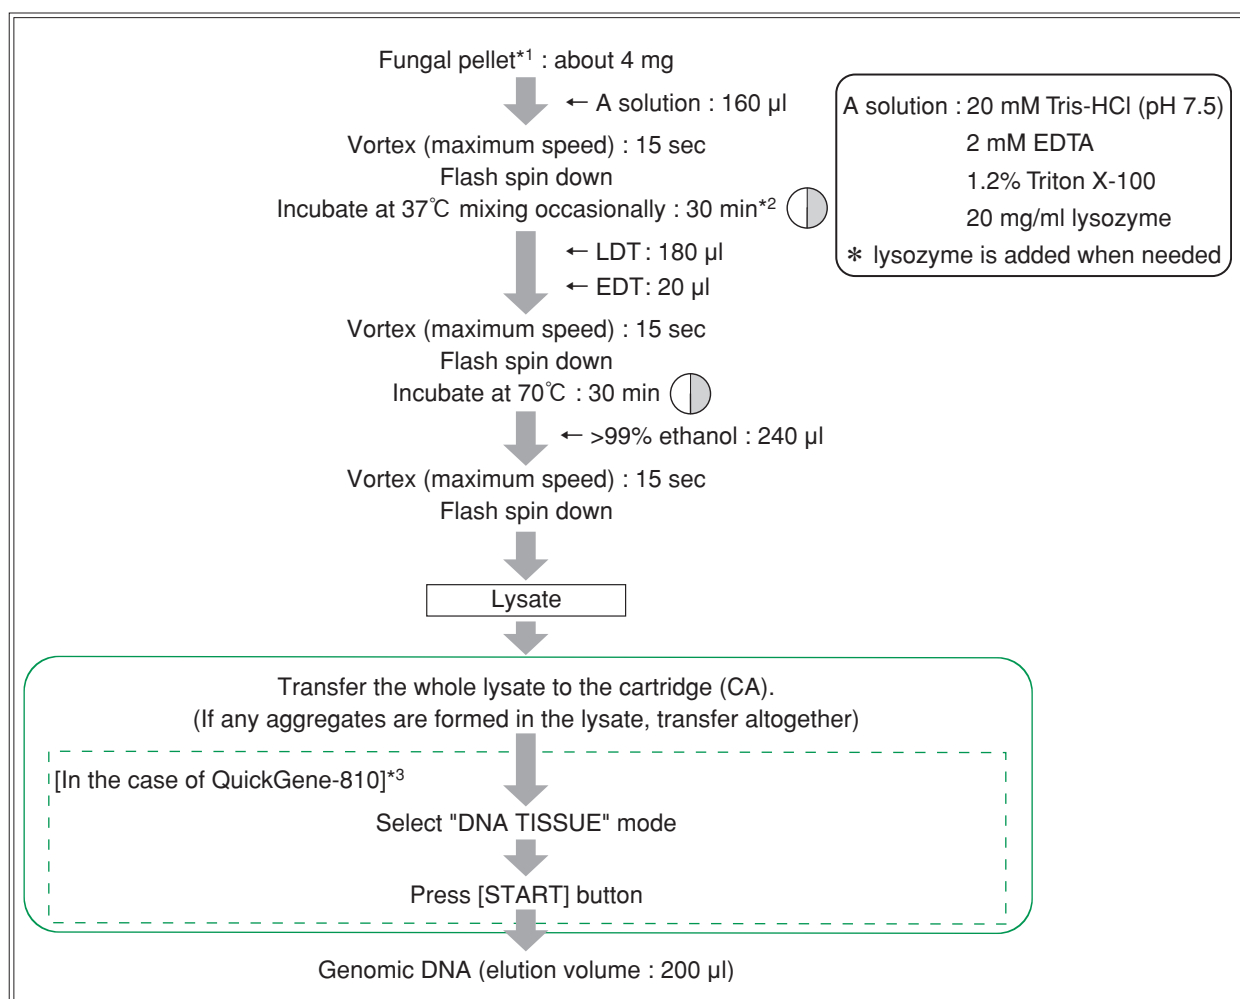 Fungal pellet*1 : about 4 mg
← A solution : 160 µl
A solution : 20 mM Tris-HCl (pH 7.5)
2 mM EDTA
1.2% Triton X-100
20 mg/ml lysozyme
* lysozyme is added when needed
Vortex (maximum speed) : 15 sec
Flash spin down
Incubate at 37℃ mixing occasionally : 30 min*2
← LDT : 180 µl
← EDT : 20 µl
Vortex (maximum speed) : 15 sec
Flash spin down
Incubate at 70℃ : 30 min
← >99% ethanol : 240 µl
Vortex (maximum speed) : 15 sec
Flash spin down
Lysate
Transfer the whole lysate to the cartridge (CA).
(If any aggregates are formed in the lysate, transfer altogether)
[In the case of QuickGene-810]*3
Select "DNA TISSUE" mode
Press [START] button
Genomic DNA (elution volume : 200 µl)